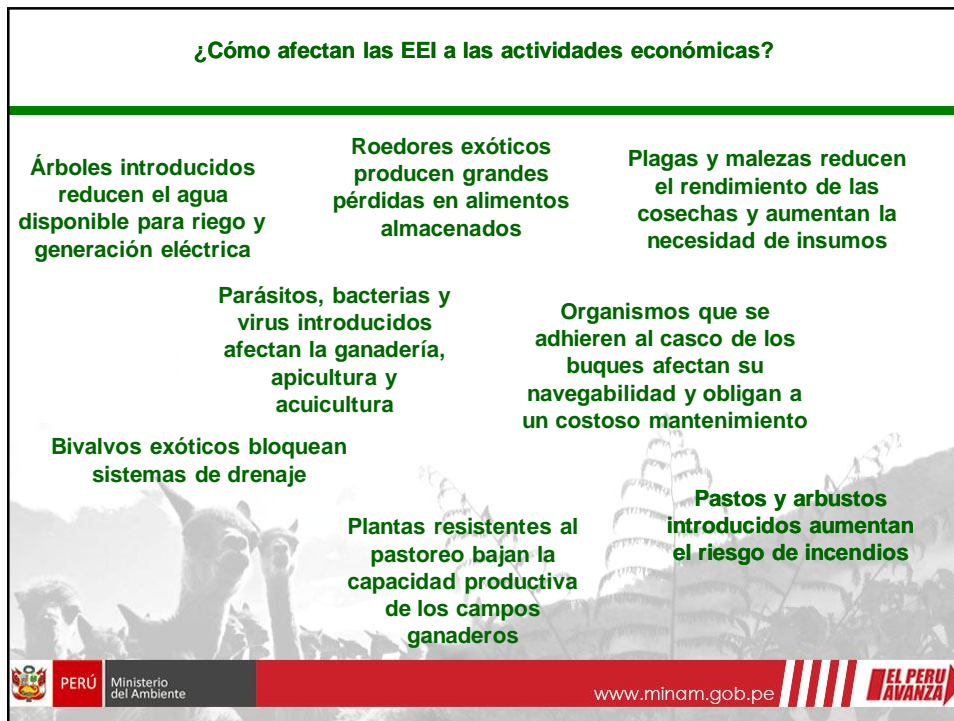 ¿Cómo afectan las EEI a las actividades económicas?
Árboles introducidos
reducen el agua
disponible para riego y
generación eléctrica
Roedores exóticos
producen grandes
pérdidas en alimentos
almacenados
Plagas y malezas reducen
el rendimiento de las
cosechas y aumentan la
necesidad de insumos
Parásitos, bacterias y
virus introducidos
afectan la ganadería,
apicultura y
acuicultura
Organismos que se
adhieren al casco de los
buques afectan su
navegabilidad y obligan a
un costoso mantenimiento
Bivalvos exóticos bloquean
sistemas de drenaje
Plantas resistentes al
pastoreo bajan la
capacidad productiva
de los campos
ganaderos
Pastos y arbustos
introducidos aumentan
el riesgo de incendios
PERÚ
Ministerio
del Ambiente
www.minam.gob.pe
EL PERU
AVANZA